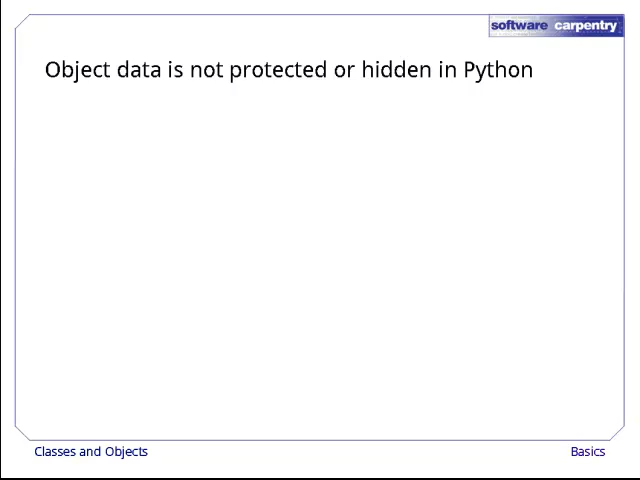 software carpentry
Object data is not protected or hidden in Python
Classes and Objects
Basics